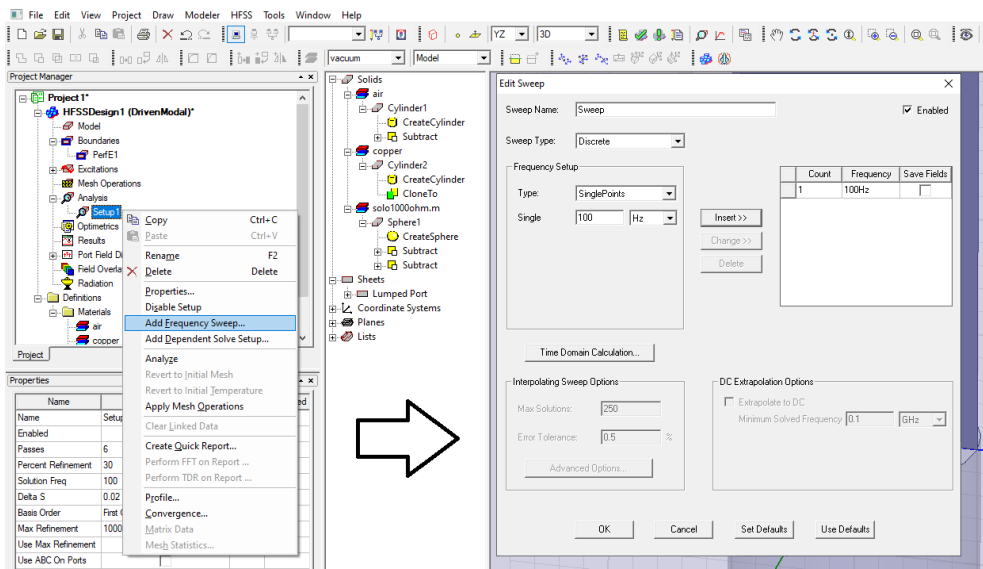 File Edit View Project Draw Modeler HFSS Tools Window Help
YZ 3D
vacuum Model
Project Manager
Project1*
HFSSDesign1 (DrivenModal)*
Model
Boundaries
PerfE1
Excitations
Mesh Operations
Analysis
Setup1
Optimetrics
Results
Port Field Di
Field Overla
Radiation
Definitions
Materials
air
copper
Project
Properties
Name
Name Setup
Enabled
Passes 6
Percent Refinement 30
Solution Freq 100
Delta S 0.02
Basis Order First
Max Refinement 1000
Use Max Refinement
Use ABC On Ports
Copy Ctrl+C
Paste Ctrl+V
Rename F2
Delete Delete
Properties...
Disable Setup
Add Frequency Sweep...
Add Dependent Solve Setup...
Analyze
Revert to Initial Mesh
Revert to Initial Temperature
Apply Mesh Operations
Clear Linked Data
Create Quick Report...
Perform FFT on Report ...
Perform TDR on Report ...
Profile...
Convergence...
Matrix Data
Mesh Statistics...
ed
Solids
air
Cylinder1
CreateCylinder
Subtract
copper
Cylinder2
CreateCylinder
CloneTo
solo1000ohm.m
Sphere1
CreateSphere
Subtract
Subtract
Sheets
Lumped Port
Coordinate Systems
Planes
Lists
Edit Sweep
Sweep Name: Sweep Enabled
Sweep Type: Discrete
Frequency Setup
Type: SinglePoints
Single 100 Hz
Insert >>
Change >>
Delete
Count Frequency Save Fields
1 100Hz
Time Domain Calculation...
Interpolating Sweep Options
Max Solutions: 250
Error Tolerance: 0.5 %
Advanced Options...
DC Extrapolation Options
Extrapolate to DC
Minimum Solved Frequency 0.1 GHz
OK Cancel Set Defaults Use Defaults